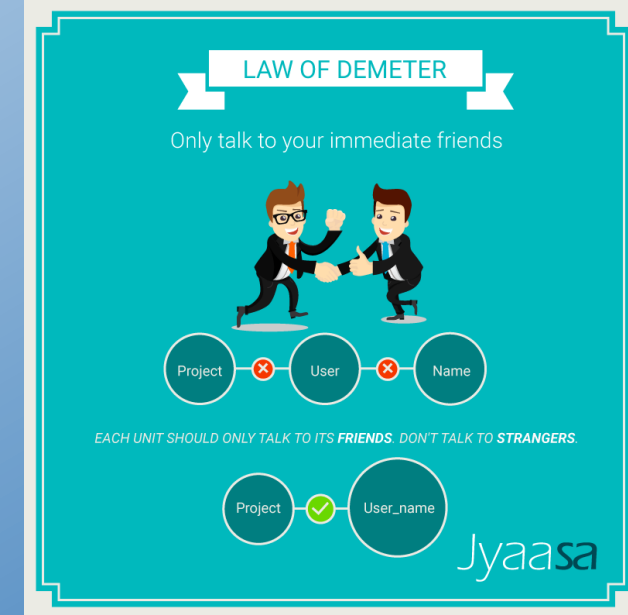 LAW OF DEMETER
Only talk to your immediate friends
Project User Name
EACH UNIT SHOULD ONLY TALK TO ITS FRIENDS. DON'T TALK TO STRANGERS.
Project User_name
Jyaasa